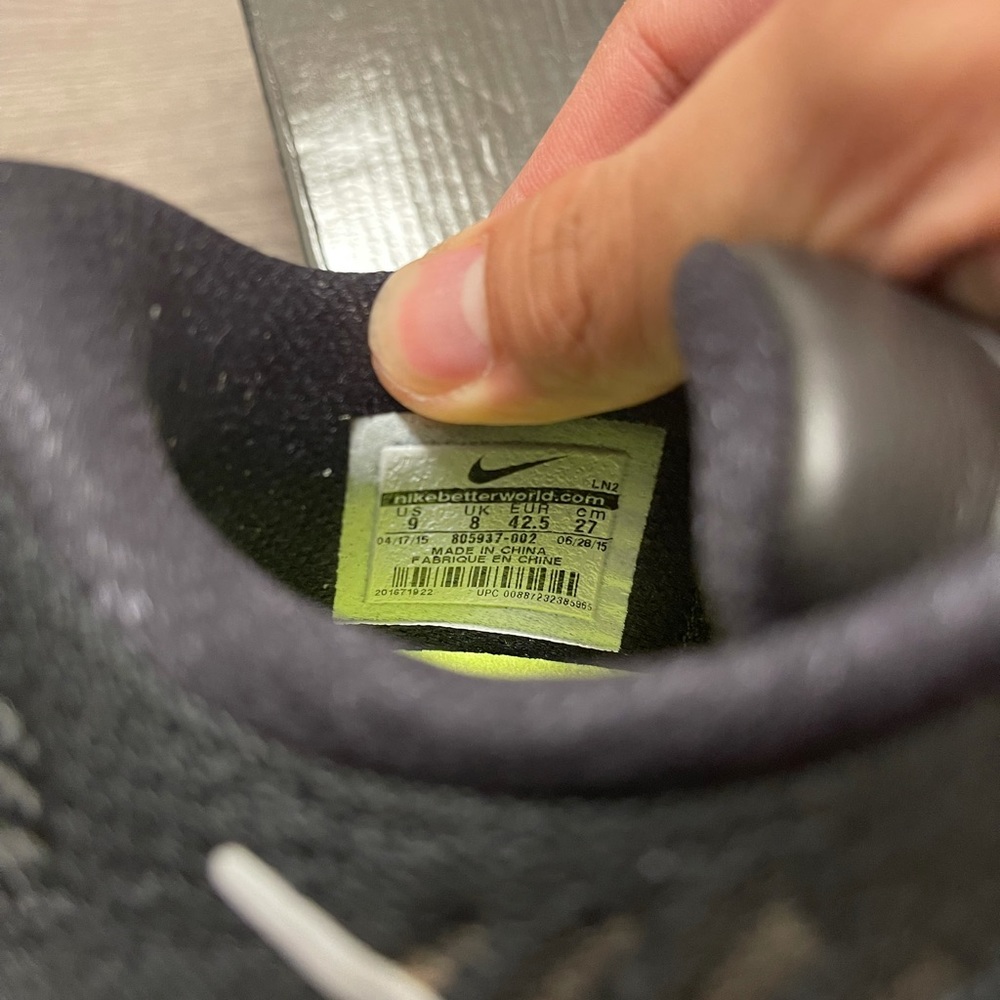 LN2
nikebetterworld.com
US UK EUR cm
9 8 42.5 27
04/17/15 805937-002 06/28/15
MADE IN CHINA
FABRIQUE EN CHINE
201671922 UPC 00887232385965